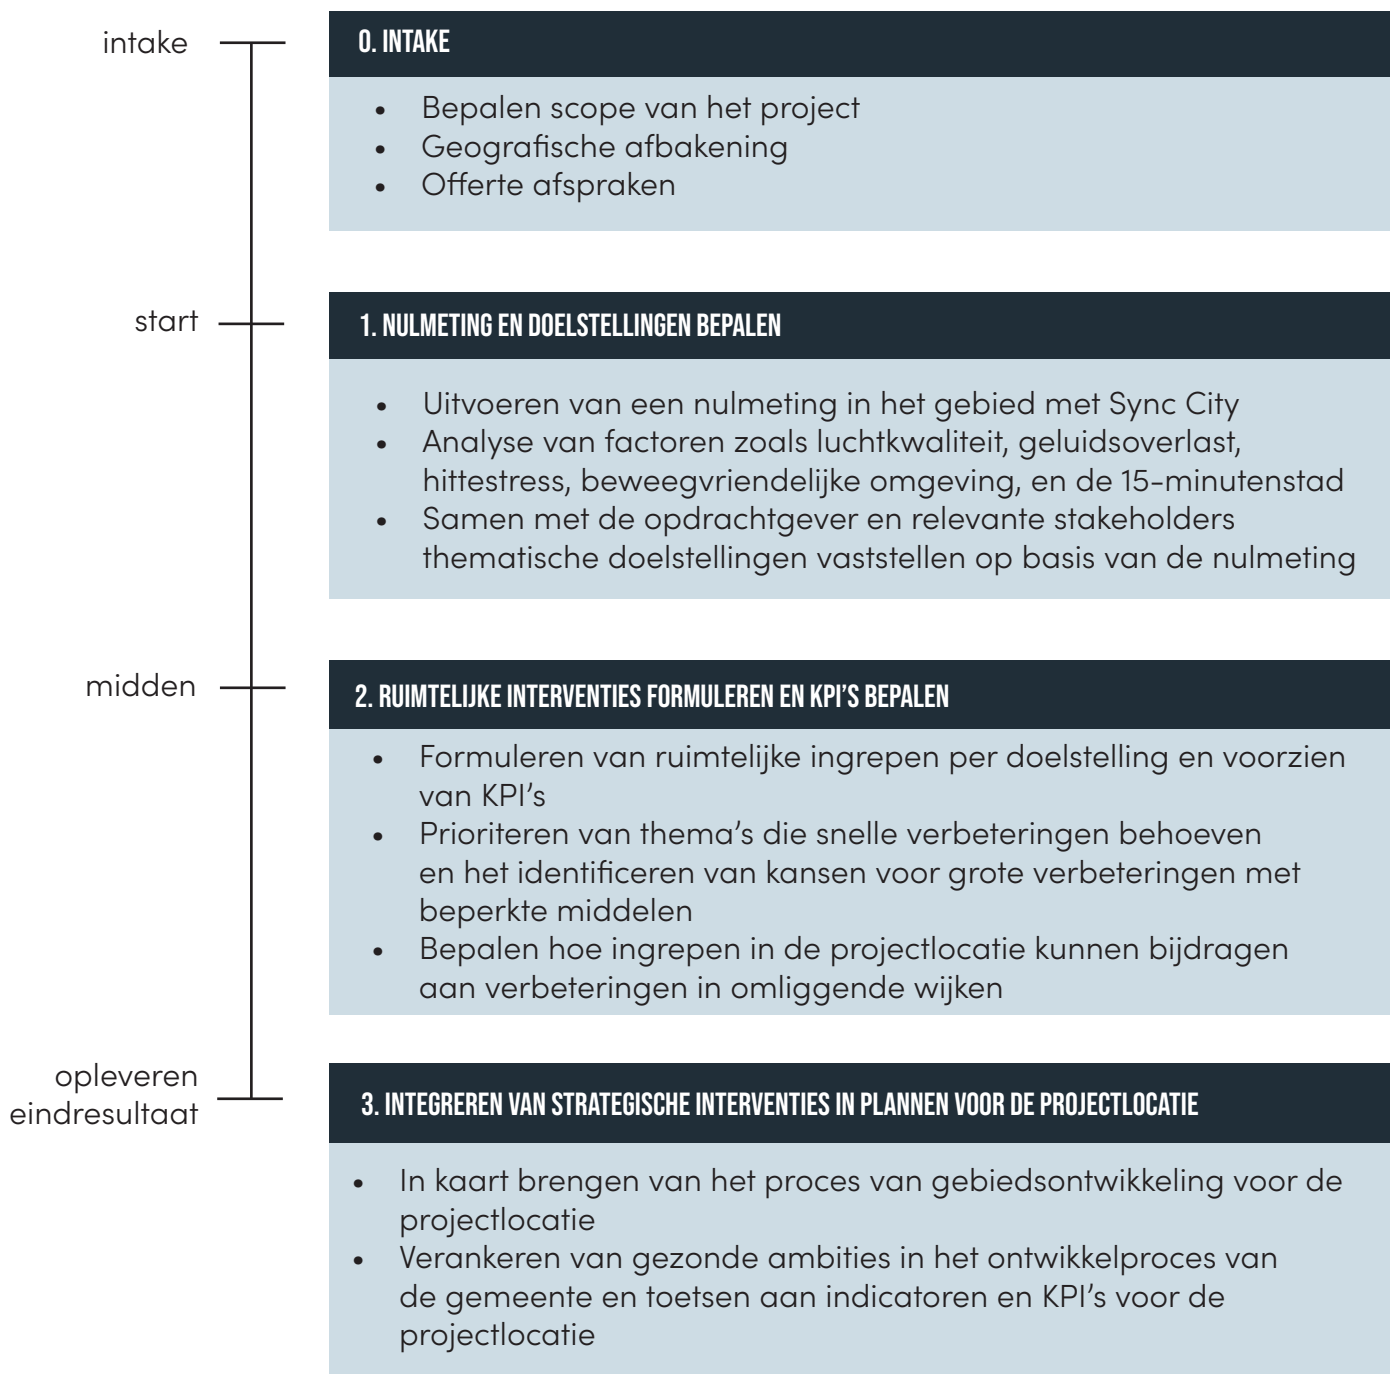 intake
0. INTAKE
• Bepalen scope van het project
• Geografische afbakening
• Offerte afspraken
start
1. NULMETING EN DOELSTELLINGEN BEPALEN
• Uitvoeren van een nulmeting in het gebied met Sync City
• Analyse van factoren zoals luchtkwaliteit, geluidsoverlast,
hittestress, beweegvriendelijke omgeving, en de 15-minutenstad
• Samen met de opdrachtgever en relevante stakeholders
thematische doelstellingen vaststellen op basis van de nulmeting
midden
2. RUIMTELIJKE INTERVENTIES FORMULEREN EN KPI’S BEPALEN
• Formuleren van ruimtelijke ingrepen per doelstelling en voorzien
van KPI’s
• Prioriteren van thema’s die snelle verbeteringen behoeven
en het identificeren van kansen voor grote verbeteringen met
beperkte middelen
• Bepalen hoe ingrepen in de projectlocatie kunnen bijdragen
aan verbeteringen in omliggende wijken
opleveren
eindresultaat
3. INTEGREREN VAN STRATEGISCHE INTERVENTIES IN PLANNEN VOOR DE PROJECTLOCATIE
• In kaart brengen van het proces van gebiedsontwikkeling voor de
projectlocatie
• Verankeren van gezonde ambities in het ontwikkelproces van
de gemeente en toetsen aan indicatoren en KPI’s voor de
projectlocatie